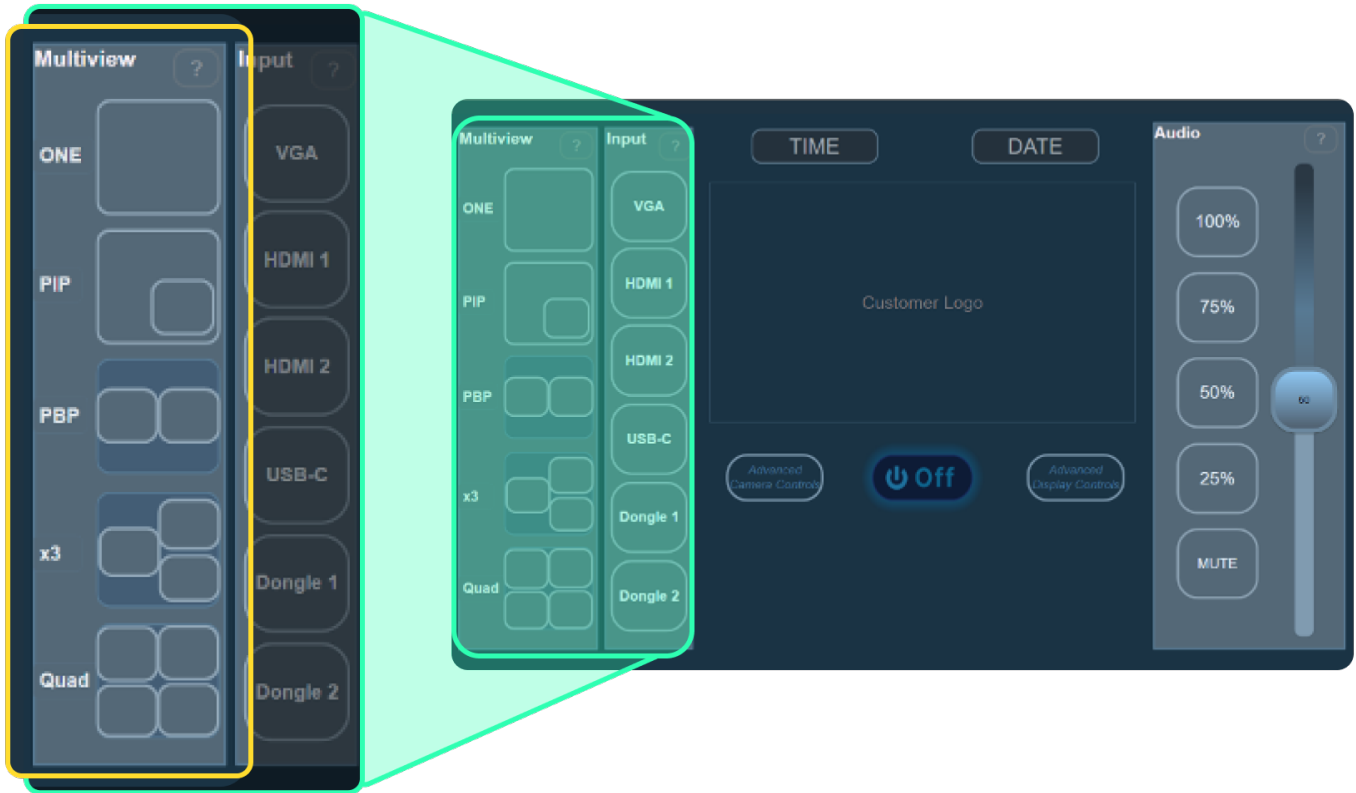 Multiview
?
ONE
PIP
PBP
x3
Quad
Input
?
VGA
HDMI 1
HDMI 2
USB-C
Dongle 1
Dongle 2
Multiview
?
ONE
PIP
PBP
x3
Quad
Input
?
VGA
HDMI 1
HDMI 2
USB-C
Dongle 1
Dongle 2
TIME
DATE
Customer Logo
Advanced
Camera Controls
Off
Advanced
Display Controls
Audio
?
100%
75%
50%
25%
MUTE